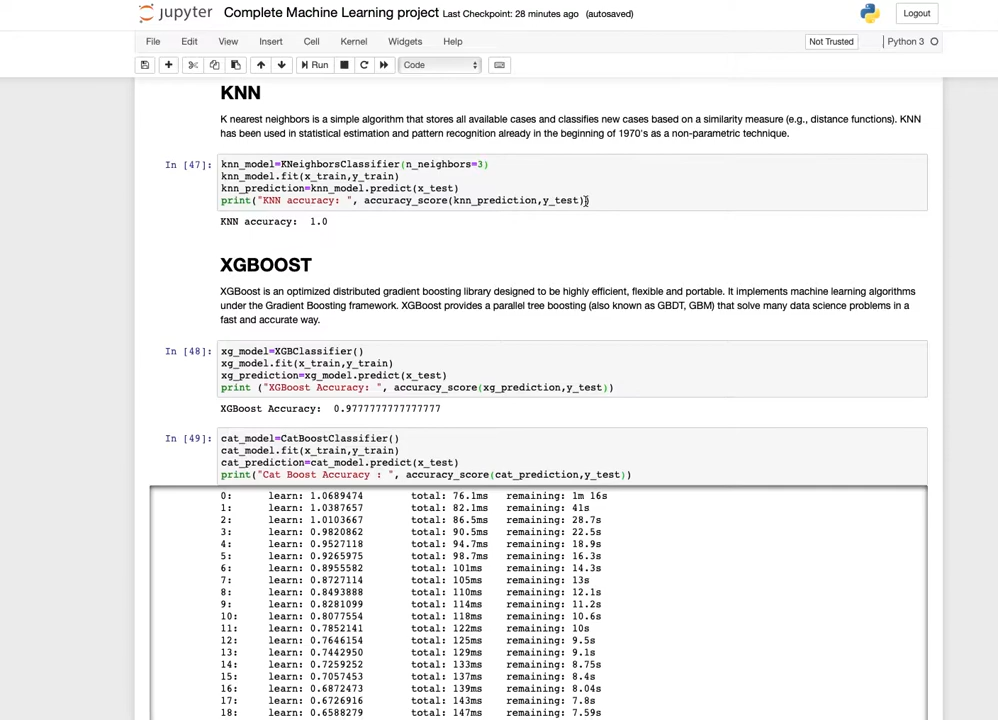 jupyter Complete Machine Learning project Last Checkpoint: 28 minutes ago (autosaved) Logout
File Edit View Insert Cell Kernel Widgets Help Not Trusted Python 3
Run Code
KNN
K nearest neighbors is a simple algorithm that stores all available cases and classifies new cases based on a similarity measure (e.g., distance functions). KNN
has been used in statistical estimation and pattern recognition already in the beginning of 1970's as a non-parametric technique.
In [47]: knn_model=KNeighborsClassifier(n_neighbors=3)
knn_model.fit(x_train,y_train)
knn_prediction=knn_model.predict(x_test)
print("KNN accuracy: ", accuracy_score(knn_prediction,y_test))
KNN accuracy:  1.0
XGBOOST
XGBoost is an optimized distributed gradient boosting library designed to be highly efficient, flexible and portable. It implements machine learning algorithms
under the Gradient Boosting framework. XGBoost provides a parallel tree boosting (also known as GBDT, GBM) that solve many data science problems in a
fast and accurate way.
In [48]: xg_model=XGBClassifier()
xg_model.fit(x_train,y_train)
xg_prediction=xg_model.predict(x_test)
print ("XGBoost Accuracy: ", accuracy_score(xg_prediction,y_test))
XGBoost Accuracy:  0.9777777777777777
In [49]: cat_model=CatBoostClassifier()
cat_model.fit(x_train,y_train)
cat_prediction=cat_model.predict(x_test)
print("Cat Boost Accuracy : ", accuracy_score(cat_prediction,y_test))
0: learn: 1.0689474 total: 76.1ms remaining: 1m 16s
1: learn: 1.0387657 total: 82.1ms remaining: 41s
2: learn: 1.0103667 total: 86.5ms remaining: 28.7s
3: learn: 0.9820862 total: 90.5ms remaining: 22.5s
4: learn: 0.9527118 total: 94.7ms remaining: 18.9s
5: learn: 0.9265975 total: 98.7ms remaining: 16.3s
6: learn: 0.8955582 total: 101ms remaining: 14.3s
7: learn: 0.8727114 total: 105ms remaining: 13s
8: learn: 0.8493888 total: 110ms remaining: 12.1s
9: learn: 0.8281099 total: 114ms remaining: 11.2s
10: learn: 0.8077554 total: 118ms remaining: 10.6s
11: learn: 0.7852141 total: 122ms remaining: 10s
12: learn: 0.7646154 total: 125ms remaining: 9.5s
13: learn: 0.7442950 total: 129ms remaining: 9.1s
14: learn: 0.7259252 total: 133ms remaining: 8.75s
15: learn: 0.7057453 total: 137ms remaining: 8.4s
16: learn: 0.6872473 total: 139ms remaining: 8.04s
17: learn: 0.6726916 total: 143ms remaining: 7.8s
18: learn: 0.6588279 total: 147ms remaining: 7.59s